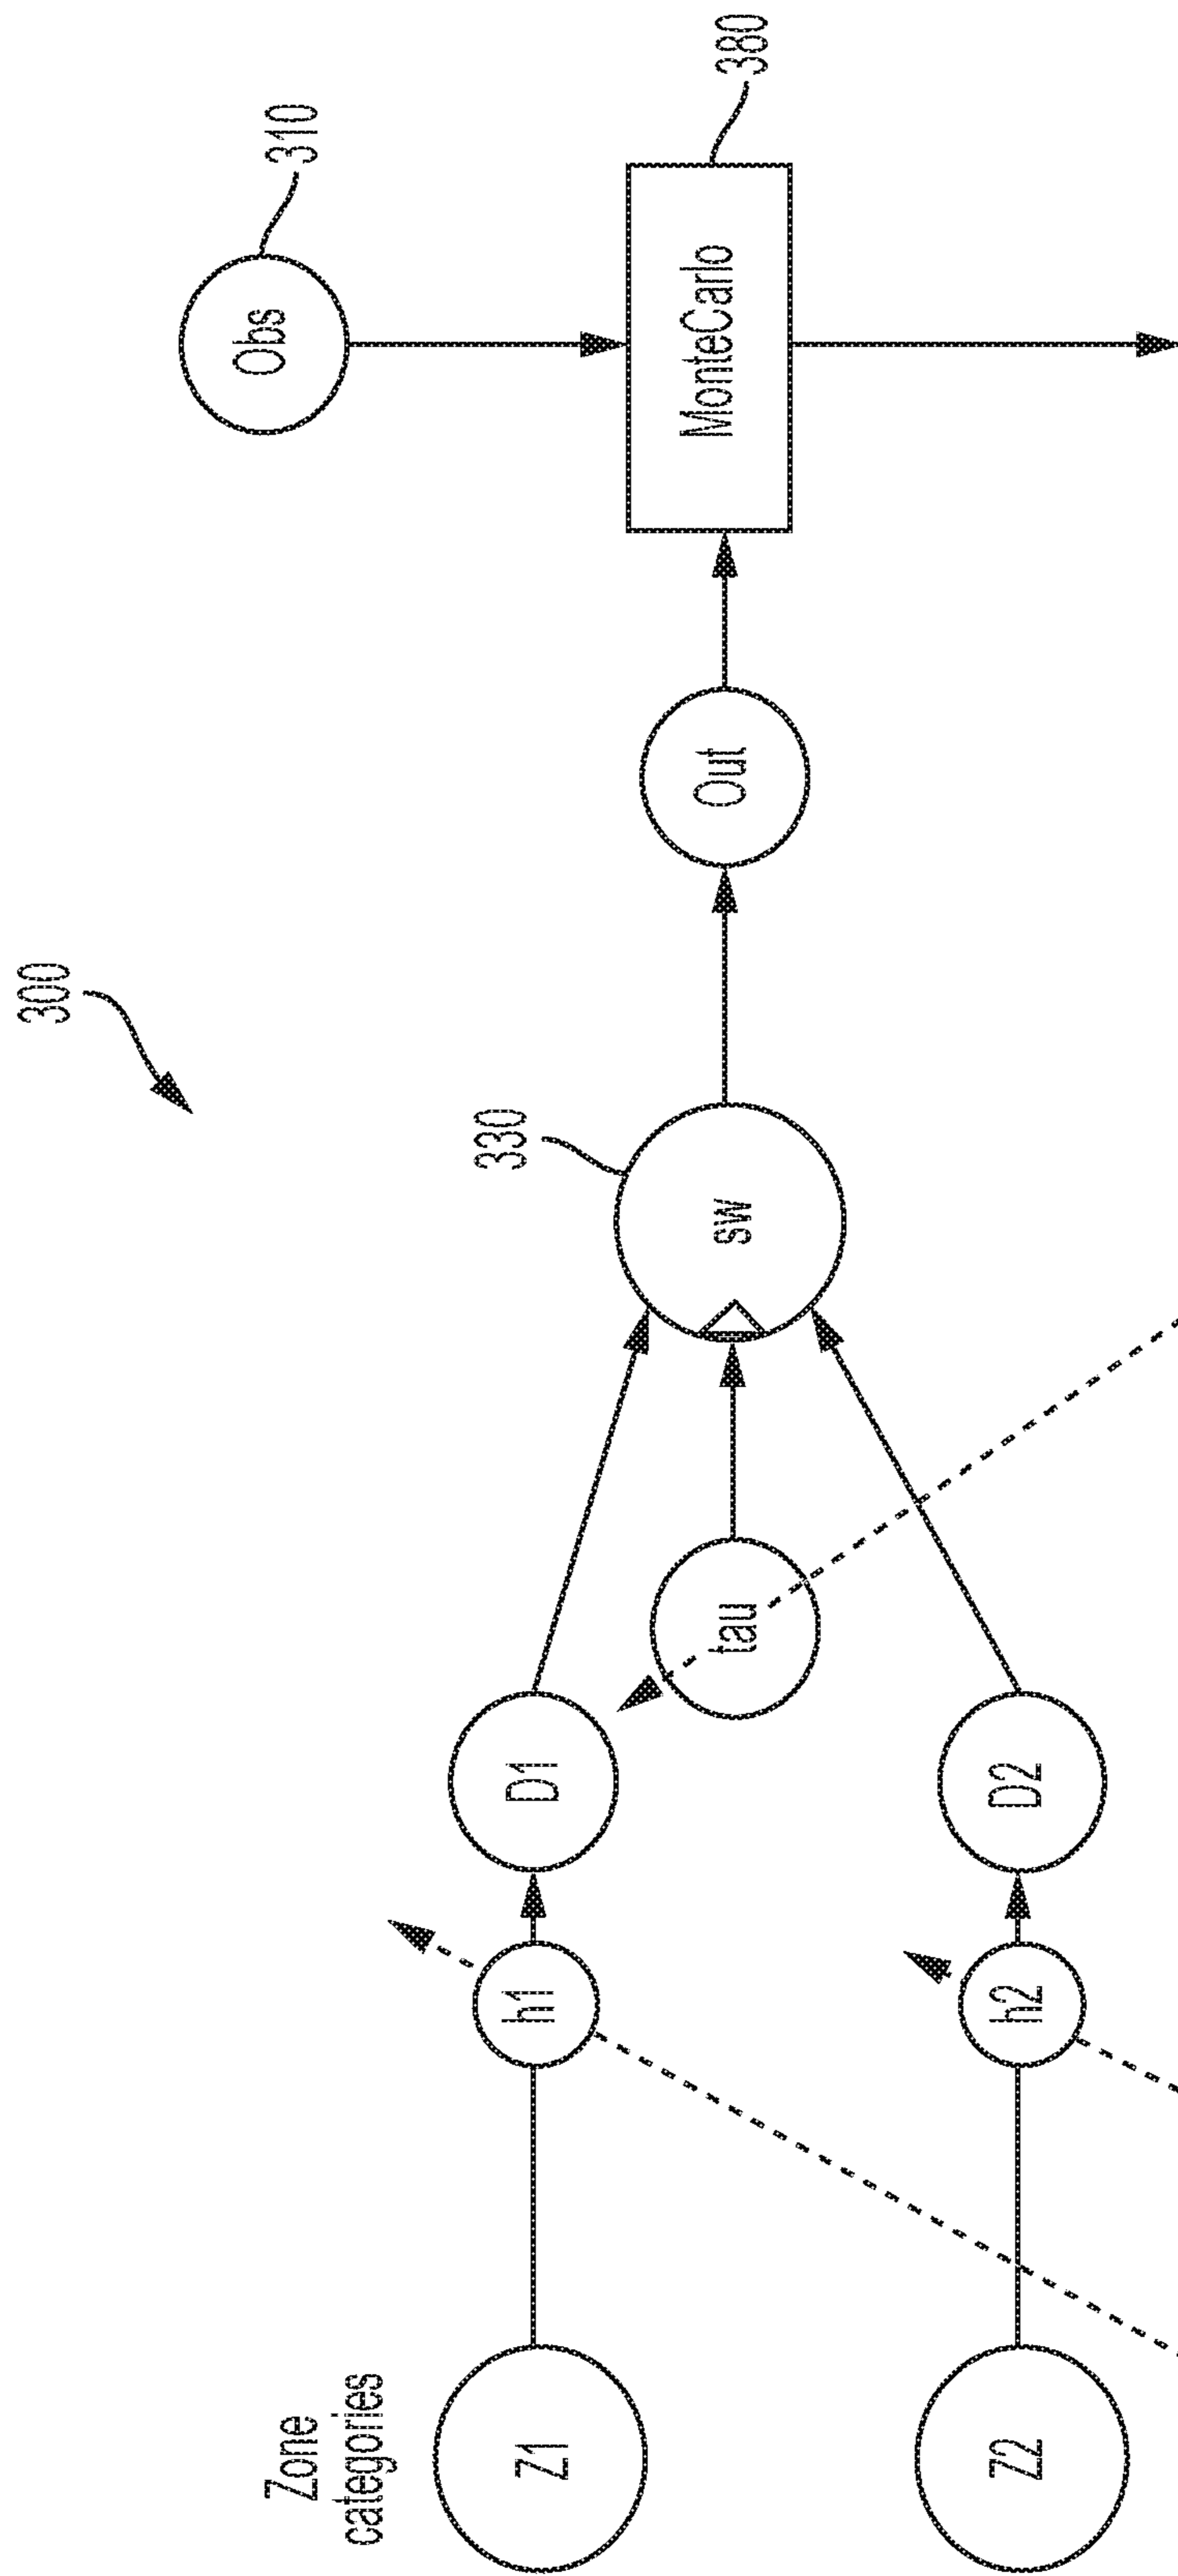 300
Zone
categories
Z1
h1
D1
tau
330
sw
Out
Obs
310
MonteCarlo
380
Z2
h2
D2